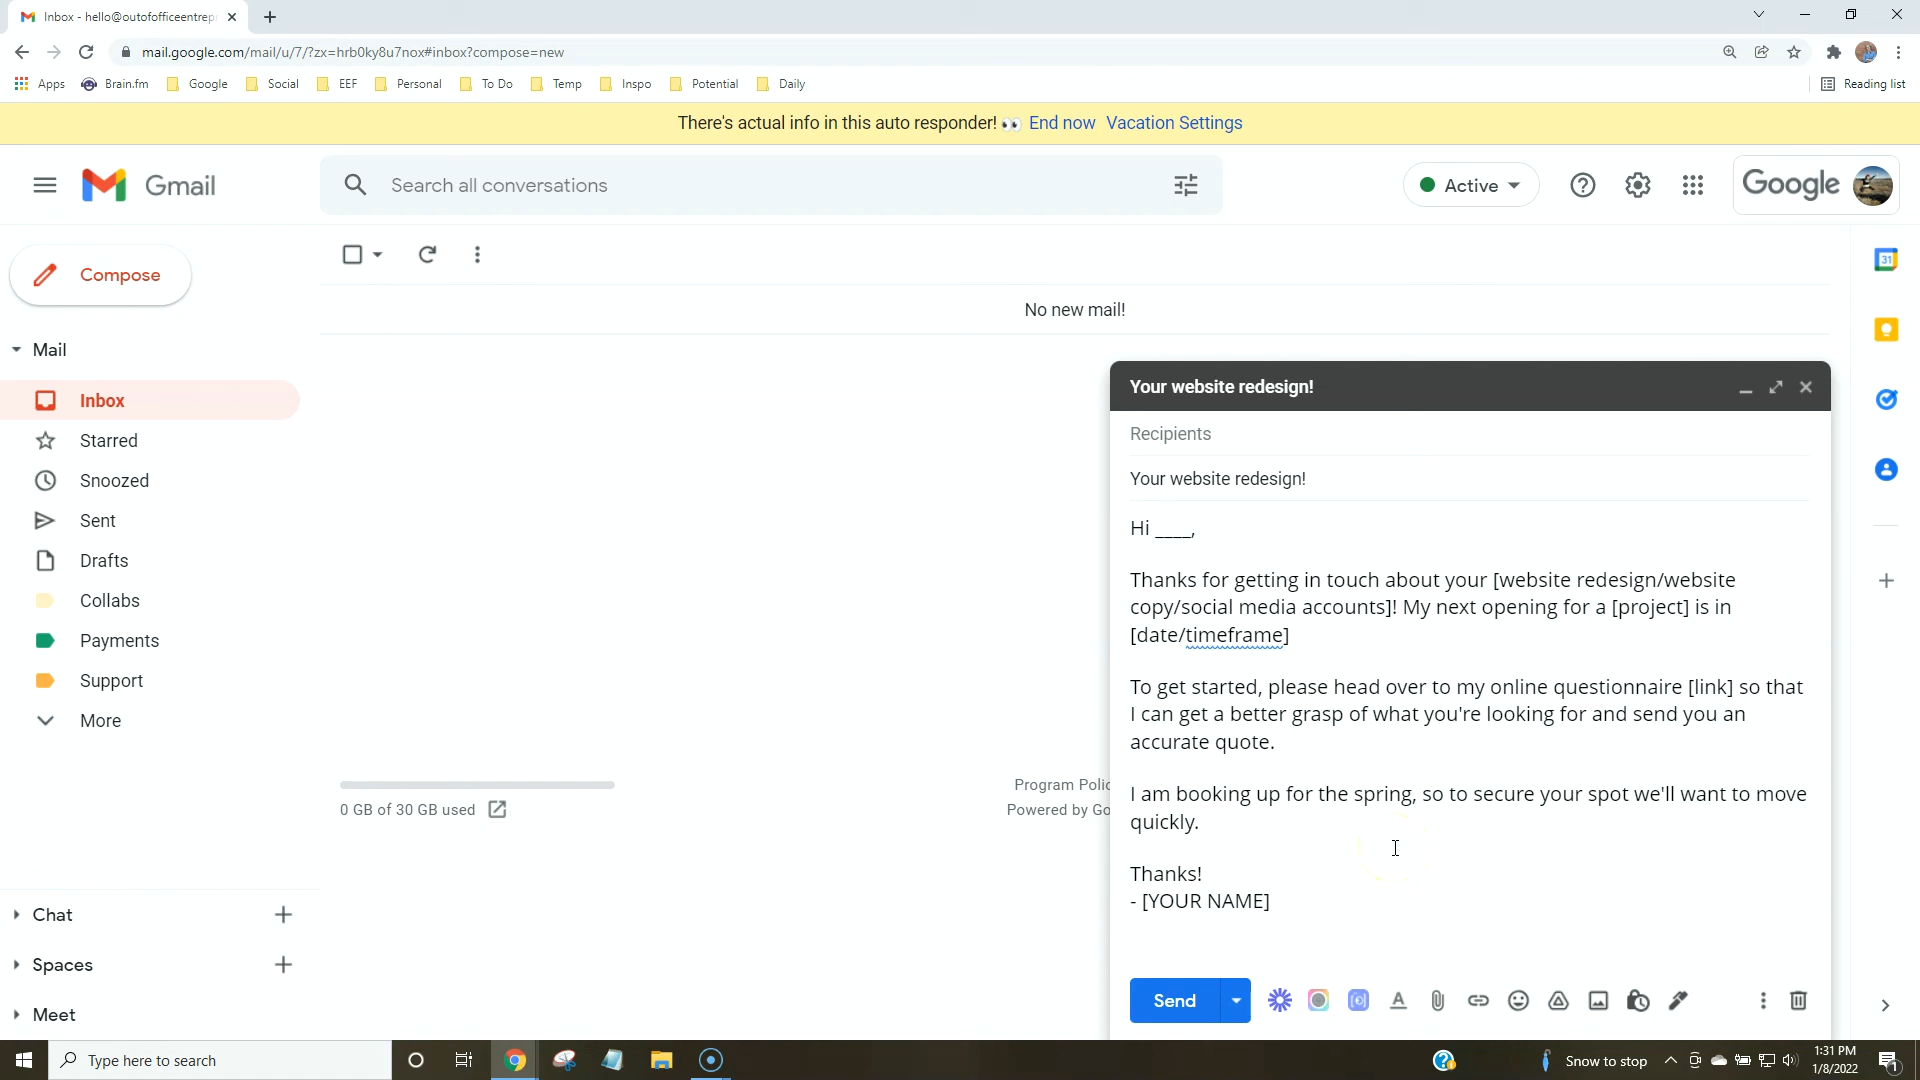 Inbox - hello@outofofficeentrep
mail.google.com/mail/u/7/?zx=hrb0ky8u7nox#inbox?compose=new
Apps Brain.fm Google Social EEF Personal To Do Temp Inspo Potential Daily Reading list
There's actual info in this auto responder! 👀 End now Vacation Settings
Gmail
Search all conversations
Active
Google
Compose
No new mail!
Mail
Inbox
Starred
Snoozed
Sent
Drafts
Collabs
Payments
Support
More
0 GB of 30 GB used
Program Polic
Powered by Go
Chat
Spaces
Meet
Your website redesign!
Recipients
Your website redesign!
Hi ____,
Thanks for getting in touch about your [website redesign/website
copy/social media accounts]! My next opening for a [project] is in
[date/timeframe]
To get started, please head over to my online questionnaire [link] so that
I can get a better grasp of what you're looking for and send you an
accurate quote.
I am booking up for the spring, so to secure your spot we'll want to move
quickly.
Thanks!
- [YOUR NAME]
Send
31
Type here to search
Snow to stop
1:31 PM
1/8/2022
1